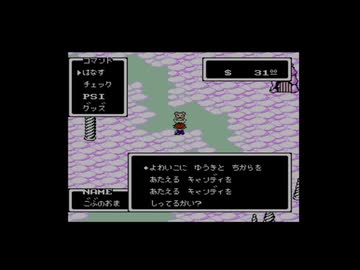 コマンド
▶はなす
チェック
PSI
グッズ
$ 31.00
◆よわいこに ゆうきと ちからを
あたえる キャンディを
あたえる キャンディを
しってるかい?
NAME
こぶのおま